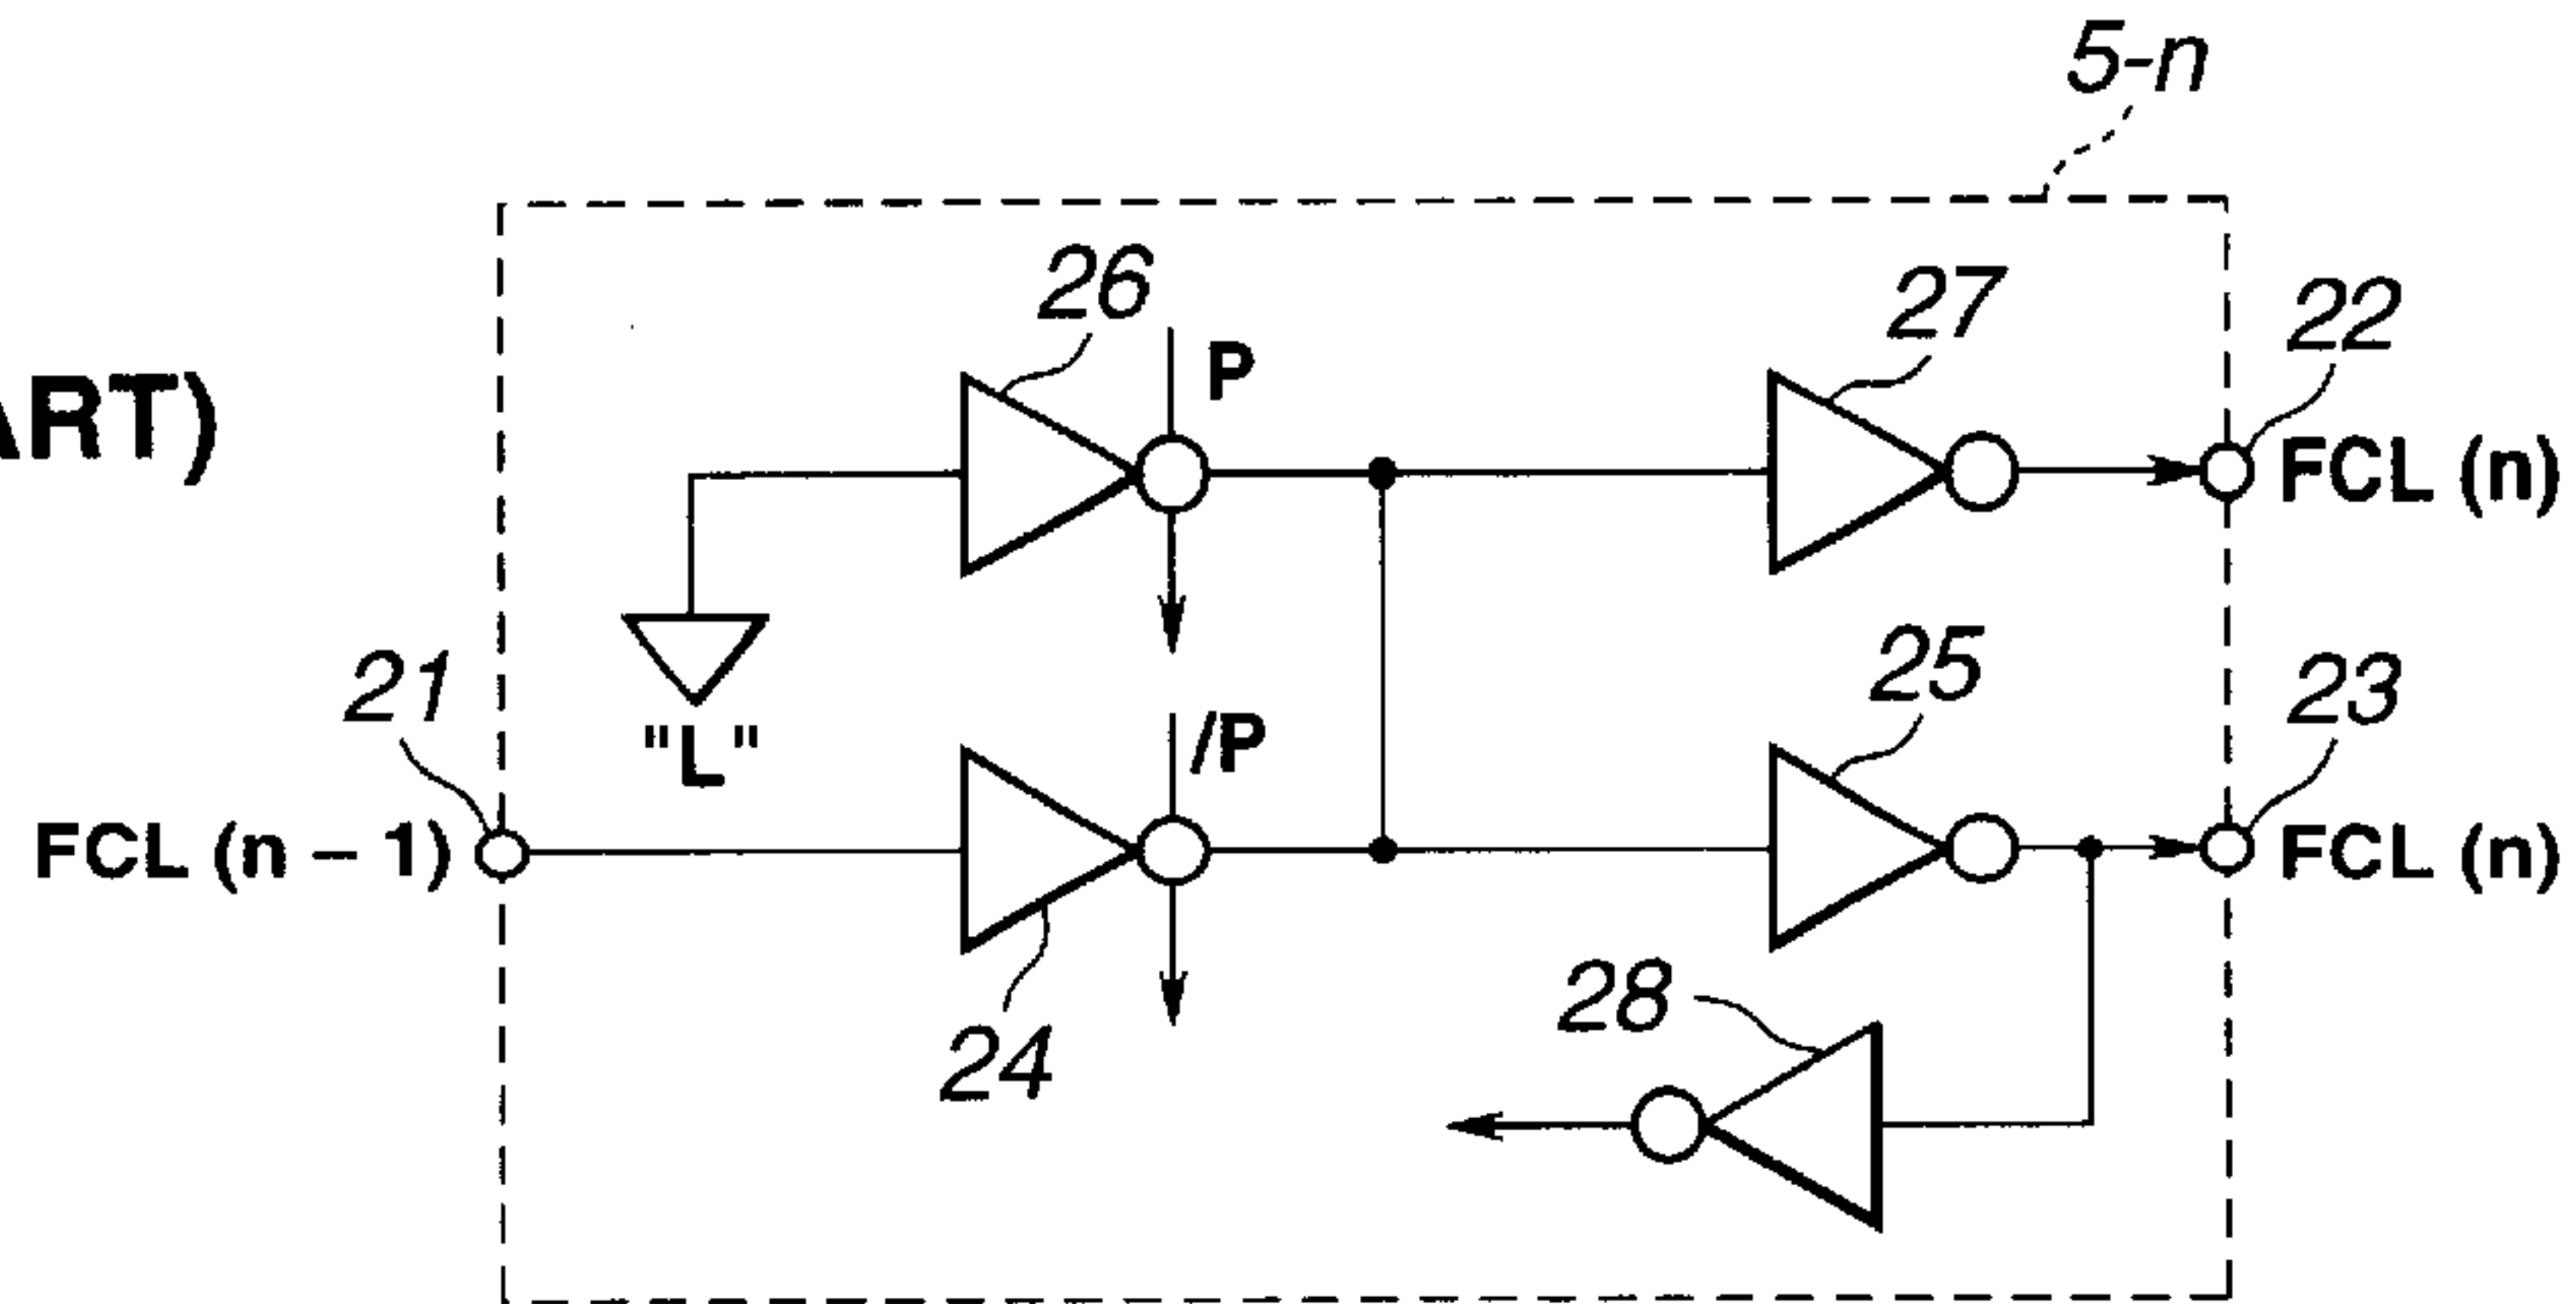 5-n
26
P
27
22
ART)
FCL (n)
21
"L"
/P
25
23
FCL (n – 1)
FCL (n)
28
24